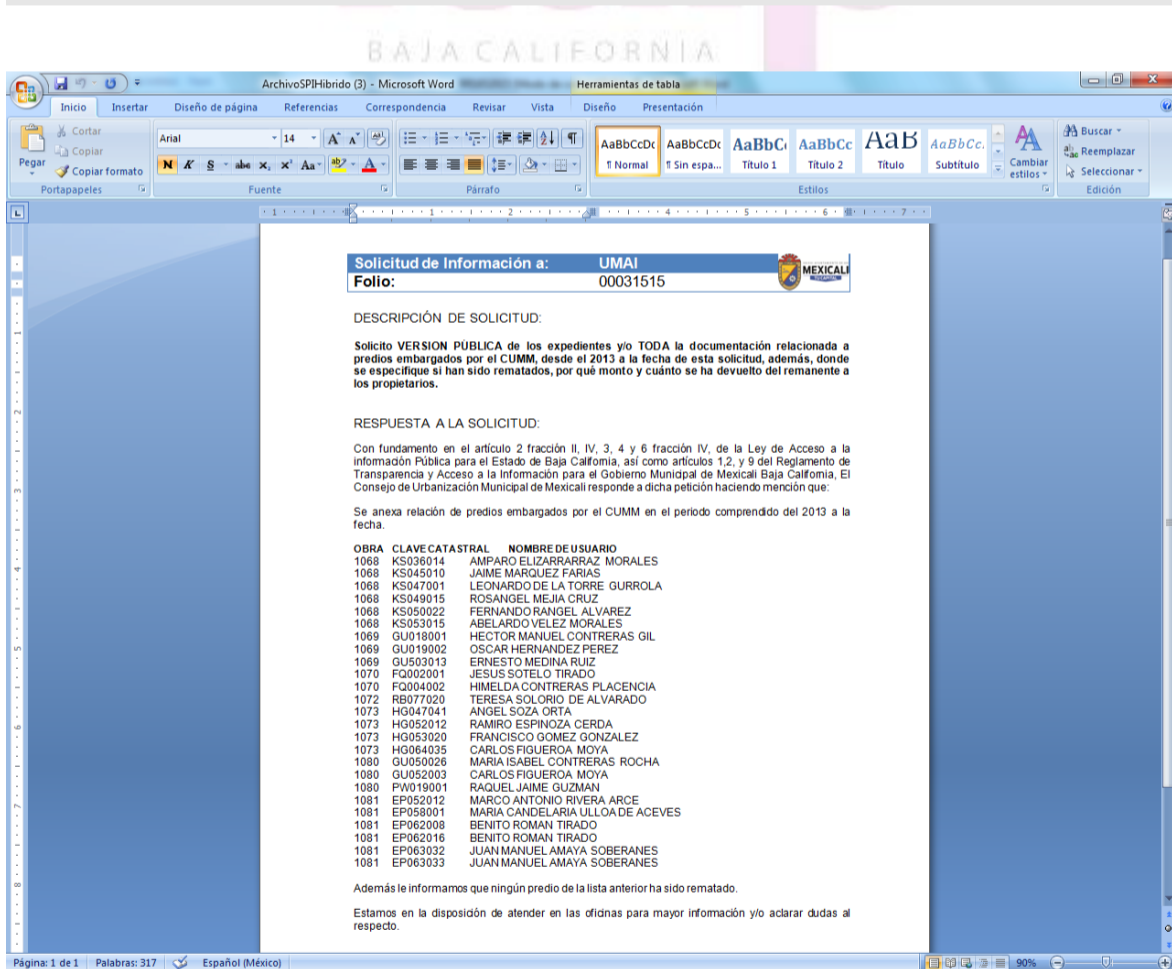 BAJA CALIFORNIA
ArchivoSPIHibrido (3) - Microsoft Word
Herramientas de tabla
Inicio Insertar Diseño de página Referencias Correspondencia Revisar Vista Diseño Presentación
Pegar
Cortar
Copiar
Copiar formato
Portapapeles
Arial 14
N K S abe x, x² Aa
Fuente
Párrafo
AaBbCcDc AaBbCcDc AaBbC AaBbCc AaB AaBbCc.
¶ Normal ¶ Sin espa... Título 1 Título 2 Título Subtítulo
Cambiar estilos
Estilos
Buscar
Reemplazar
Seleccionar
Edición
Solicitud de Información a: UMAI
Folio: 00031515
MEXICALI
DESCRIPCIÓN DE SOLICITUD:
Solicito VERSION PÚBLICA de los expedientes y/o TODA la documentación relacionada a
predios embargados por el CUMM, desde el 2013 a la fecha de esta solicitud, además, donde
se especifique si han sido rematados, por qué monto y cuánto se ha devuelto del remanente a
los propietarios.
RESPUESTA A LA SOLICITUD:
Con fundamento en el artículo 2 fracción II, IV, 3, 4 y 6 fracción IV, de la Ley de Acceso a la
información Pública para el Estado de Baja California, así como artículos 1,2, y 9 del Reglamento de
Transparencia y Acceso a la Información para el Gobierno Municipal de Mexicali Baja California, El
Consejo de Urbanización Municipal de Mexicali responde a dicha petición haciendo mención que:
Se anexa relación de predios embargados por el CUMM en el periodo comprendido del 2013 a la
fecha.
OBRA CLAVE CATASTRAL NOMBRE DE USUARIO
1068 KS036014 AMPARO ELIZARRARRAZ MORALES
1068 KS045010 JAIME MARQUEZ FARIAS
1068 KS047001 LEONARDO DE LA TORRE GURROLA
1068 KS049015 ROSANGEL MEJIA CRUZ
1068 KS050022 FERNANDO RANGEL ALVAREZ
1068 KS053015 ABELARDO VELEZ MORALES
1069 GU018001 HECTOR MANUEL CONTRERAS GIL
1069 GU019002 OSCAR HERNANDEZ PEREZ
1069 GU503013 ERNESTO MEDINA RUIZ
1070 FQ002001 JESUS SOTELO TIRADO
1070 FQ004002 HIMELDA CONTRERAS PLACENCIA
1072 RB077020 TERESA SOLORIO DE ALVARADO
1073 HG047041 ANGEL SOZA ORTA
1073 HG052012 RAMIRO ESPINOZA CERDA
1073 HG053020 FRANCISCO GOMEZ GONZALEZ
1073 HG064035 CARLOS FIGUEROA MOYA
1080 GU050026 MARIA ISABEL CONTRERAS ROCHA
1080 GU052003 CARLOS FIGUEROA MOYA
1080 PW019001 RAQUEL JAIME GUZMAN
1081 EP052012 MARCO ANTONIO RIVERA ARCE
1081 EP058001 MARIA CANDELARIA ULLOA DE ACEVES
1081 EP062008 BENITO ROMAN TIRADO
1081 EP062016 BENITO ROMAN TIRADO
1081 EP063032 JUAN MANUEL AMAYA SOBERANES
1081 EP063033 JUAN MANUEL AMAYA SOBERANES
Además le informamos que ningún predio de la lista anterior ha sido rematado.
Estamos en la disposición de atender en las oficinas para mayor información y/o aclarar dudas al
respecto.
Página: 1 de 1 Palabras: 317 Español (México) 90%